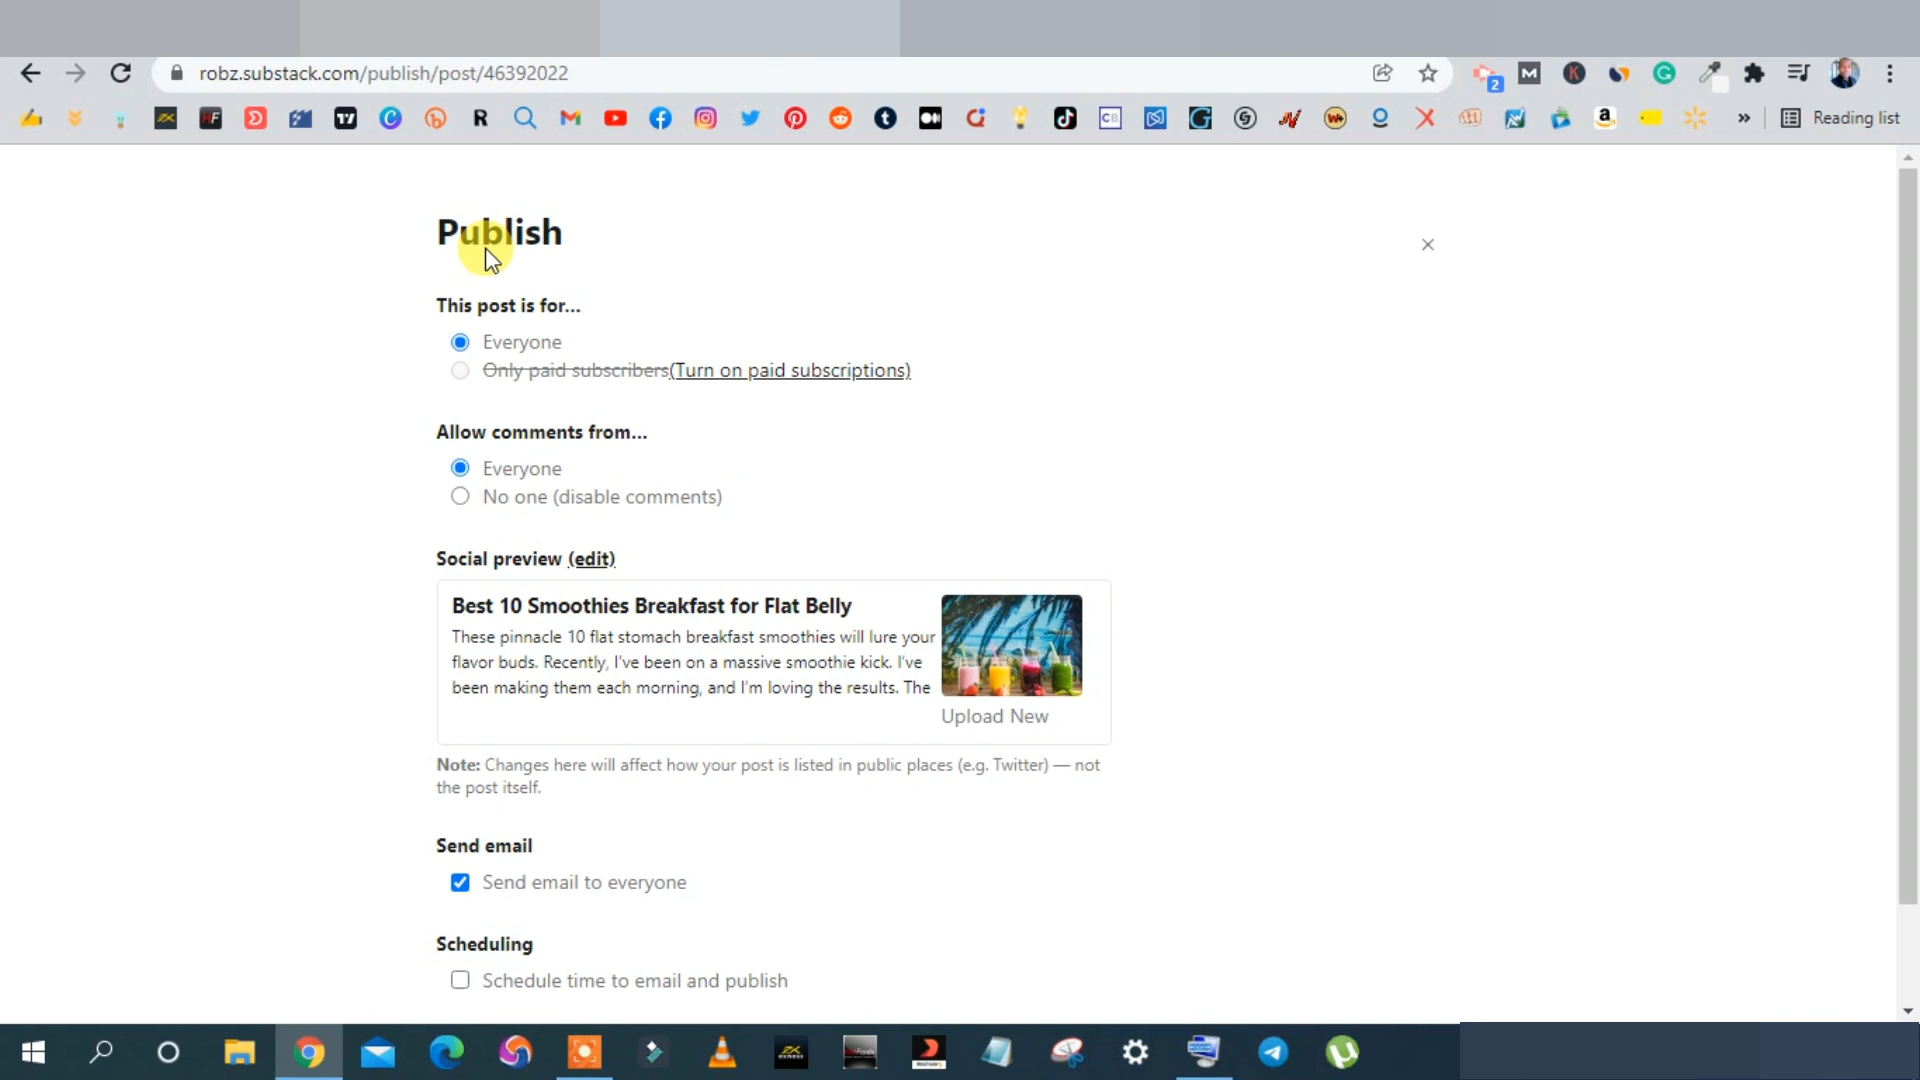 robz.substack.com/publish/post/46392022
2
Reading list
Publish
This post is for...
Everyone
Only paid subscribers(Turn on paid subscriptions)
Allow comments from...
Everyone
No one (disable comments)
Social preview (edit)
Best 10 Smoothies Breakfast for Flat Belly
These pinnacle 10 flat stomach breakfast smoothies will lure your
flavor buds. Recently, I've been on a massive smoothie kick. I've
been making them each morning, and I'm loving the results. The
Upload New
Note: Changes here will affect how your post is listed in public places (e.g. Twitter) — not
the post itself.
Send email
Send email to everyone
Scheduling
Schedule time to email and publish